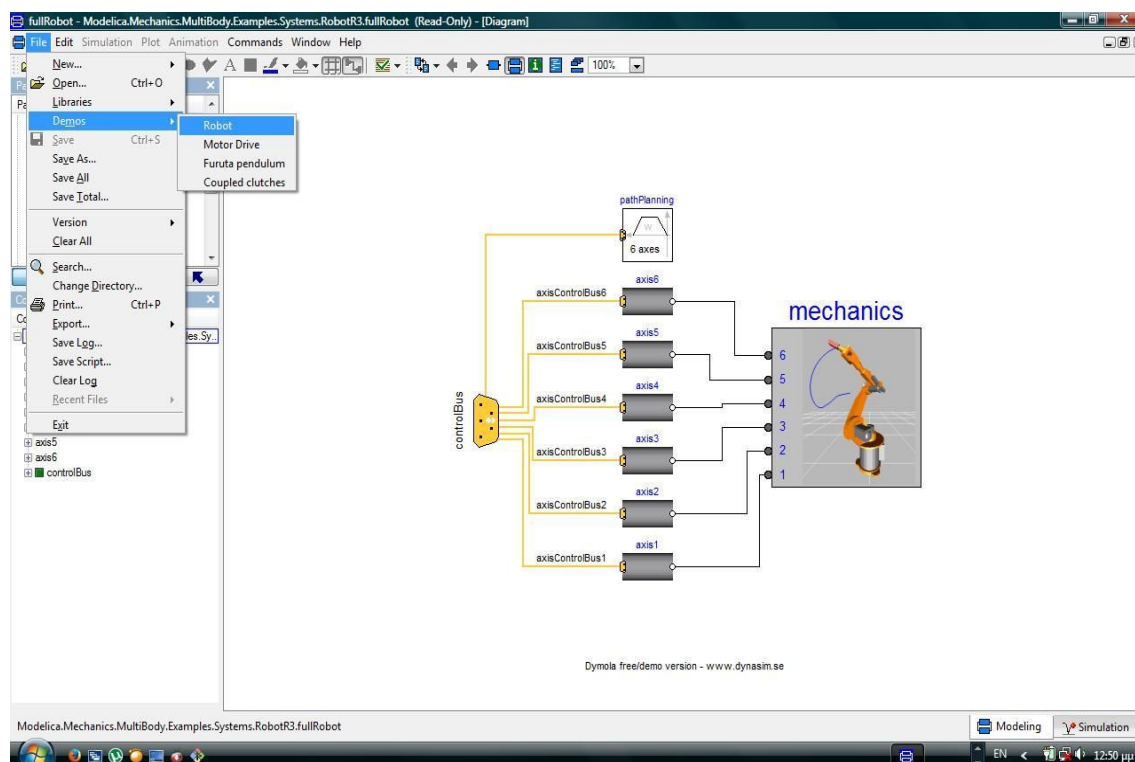 fullRobot - Modelica.Mechanics.MultiBody.Examples.Systems.RobotR3.fullRobot (Read-Only) - [Diagram]
File Edit Simulation Plot Animation Commands Window Help
A 100%
New...
Open... Ctrl+O
Libraries
Demos
Save Ctrl+S
Save As...
Save All
Save Total...
Version
Clear All
Search...
Change Directory...
Print... Ctrl+P
Export...
Save Log...
Save Script...
Clear Log
Recent Files
Exit
Robot
Motor Drive
Furuta pendulum
Coupled clutches
les.Sy..
axis5
axis6
controlBus
pathPlanning
w
6 axes
axisControlBus6
axis6
axisControlBus5
axis5
axisControlBus4
axis4
axisControlBus3
axis3
axisControlBus2
axis2
axisControlBus1
axis1
controlBus
mechanics
6
5
4
3
2
1
Dymola free/demo version - www.dynasim.se
Modelica.Mechanics.MultiBody.Examples.Systems.RobotR3.fullRobot
Modeling
Simulation
EN
12:50 μμ